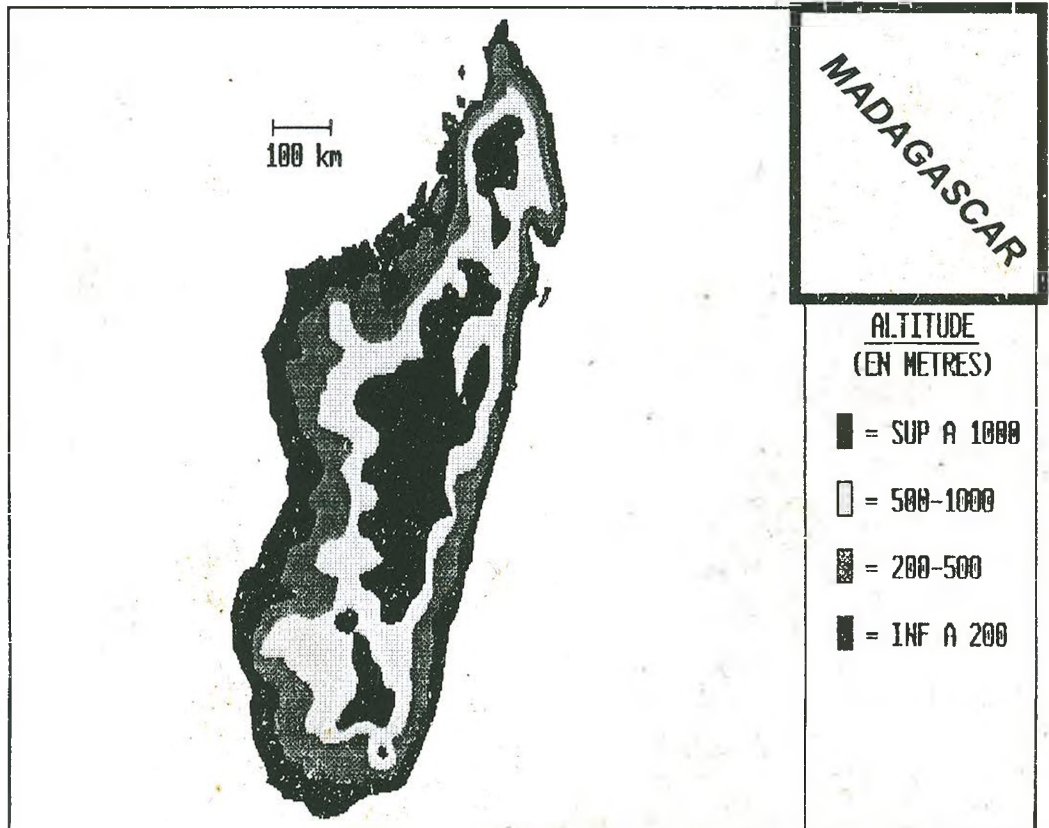 MADAGASCAR
100 km
ALTITUDE
(EN METRES)
= SUP A 1000
= 500-1000
= 200-500
= INF A 200